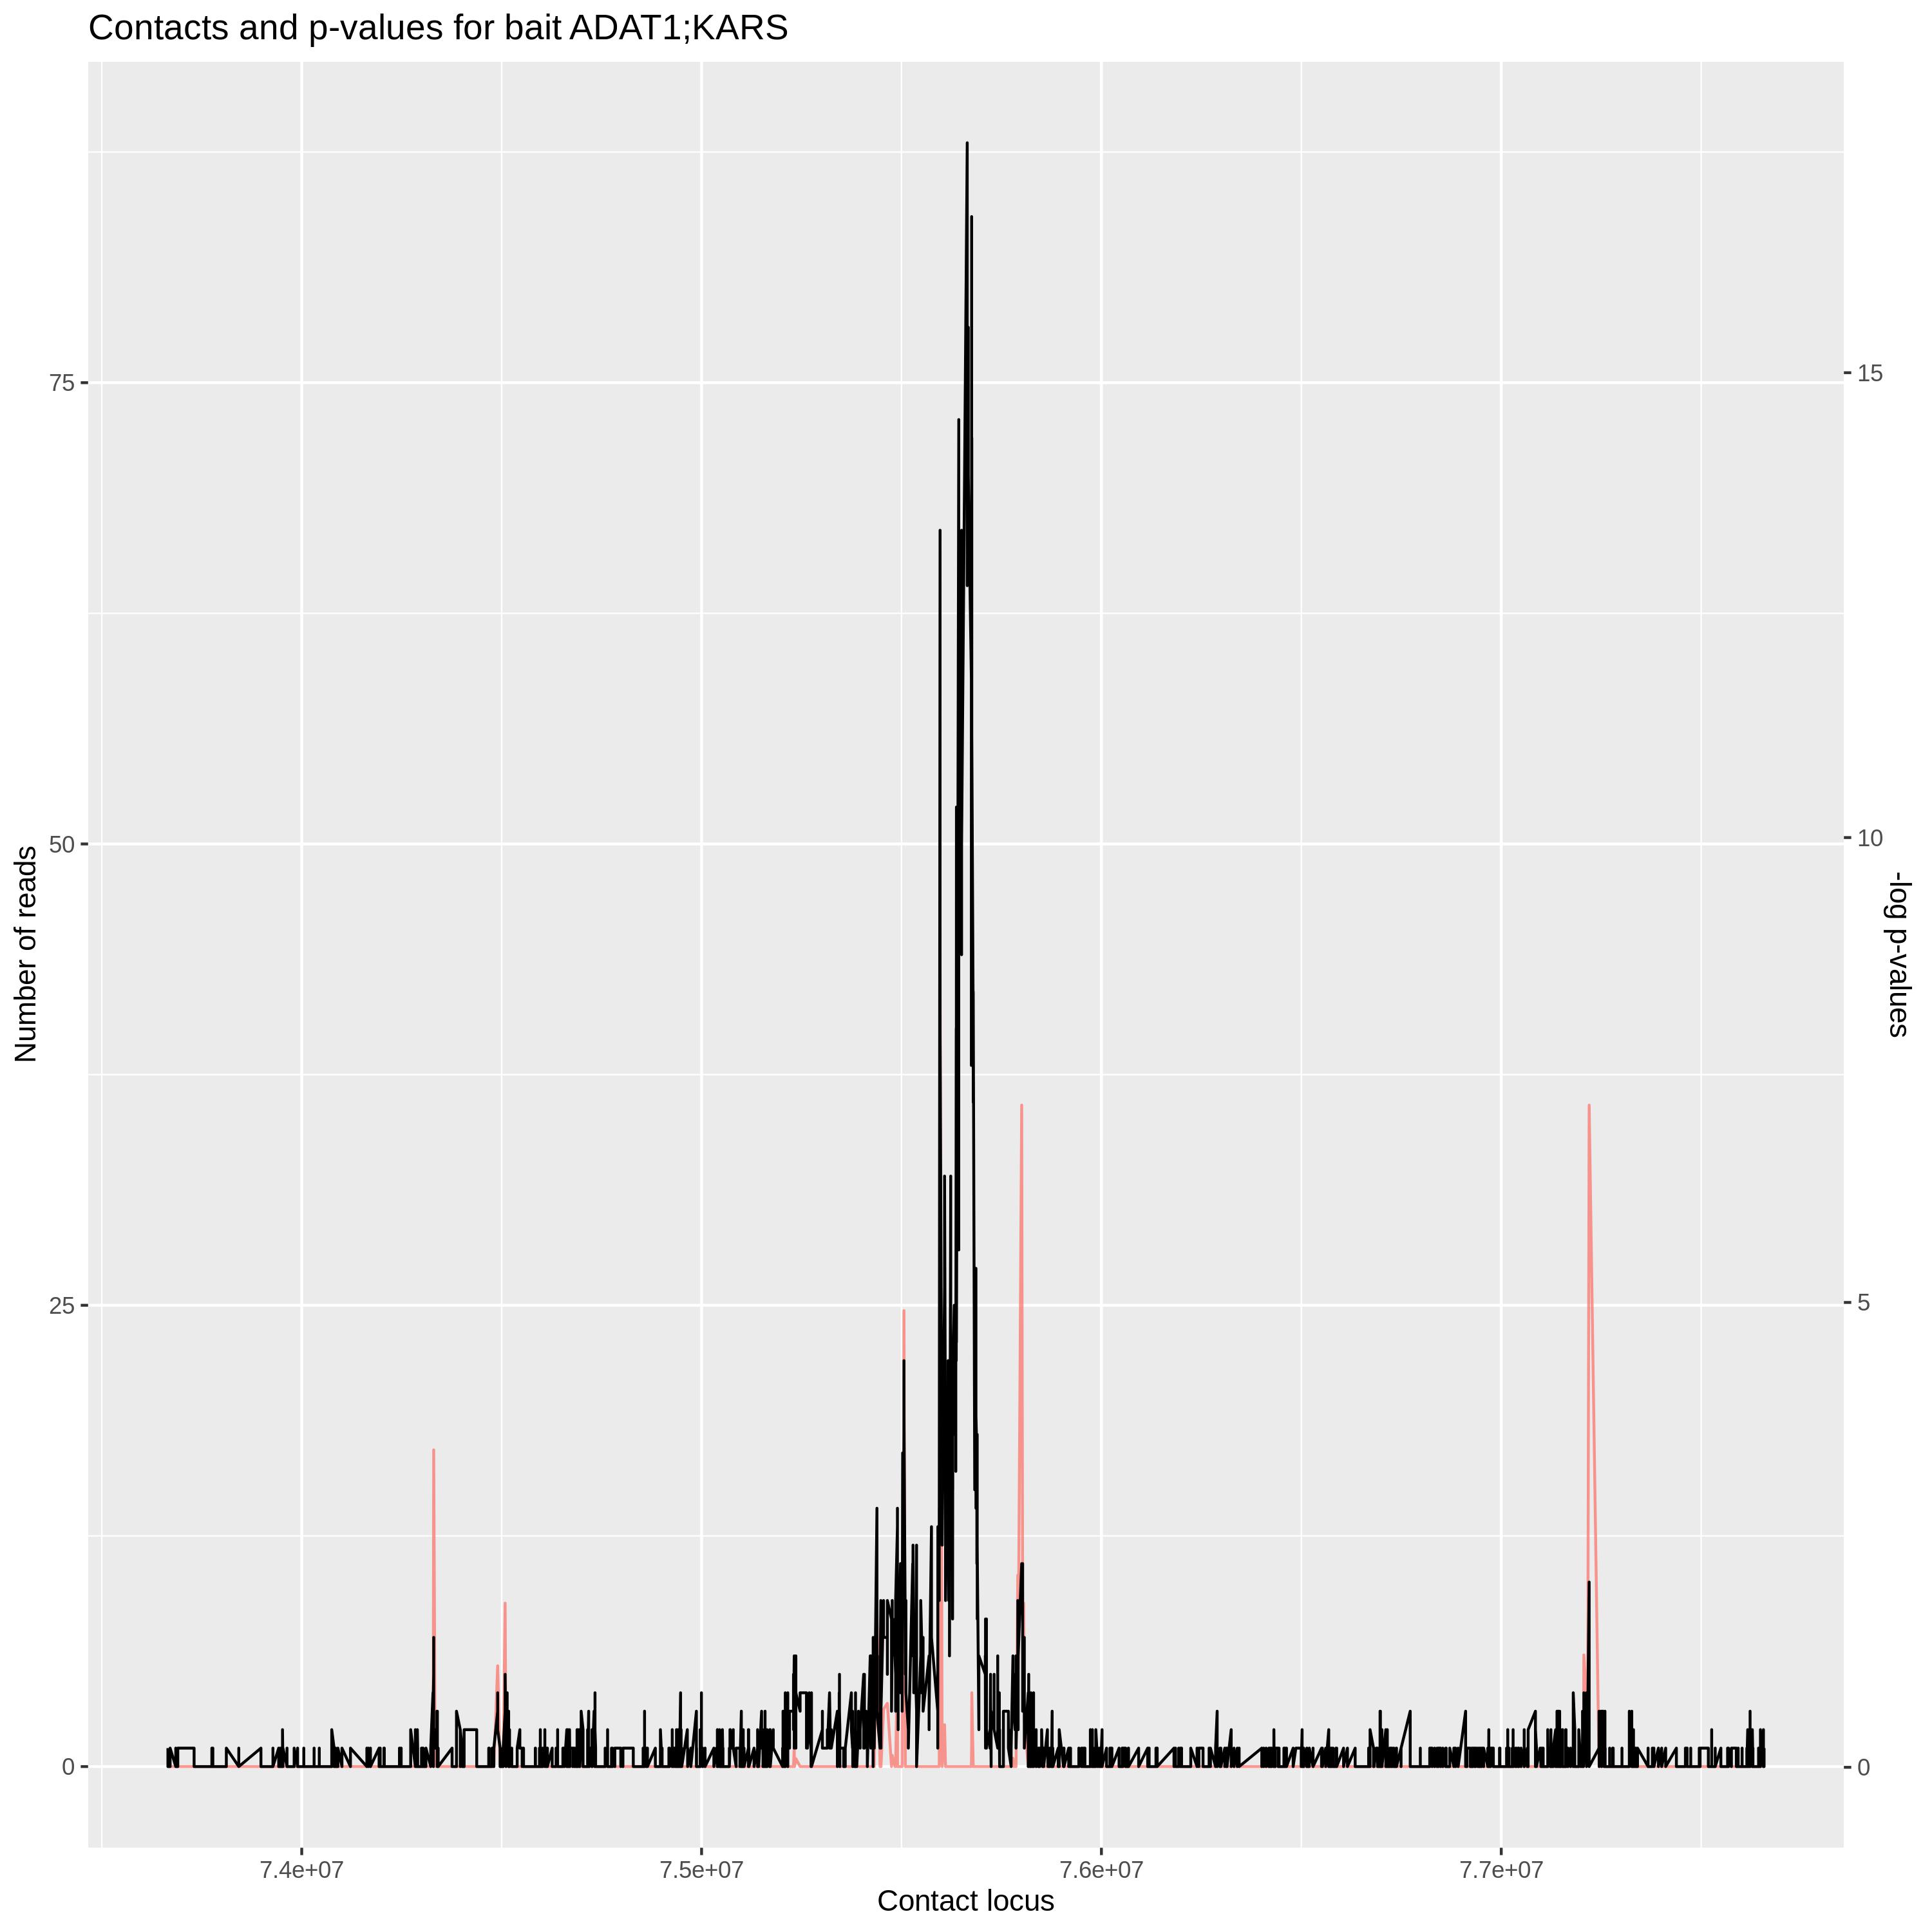 Contacts and p-values for bait ADAT1;KARS
Number of reads
75
50
25
0
15
10
5
0
-log p-values
7.4e+07
7.5e+07
7.6e+07
7.7e+07
Contact locus